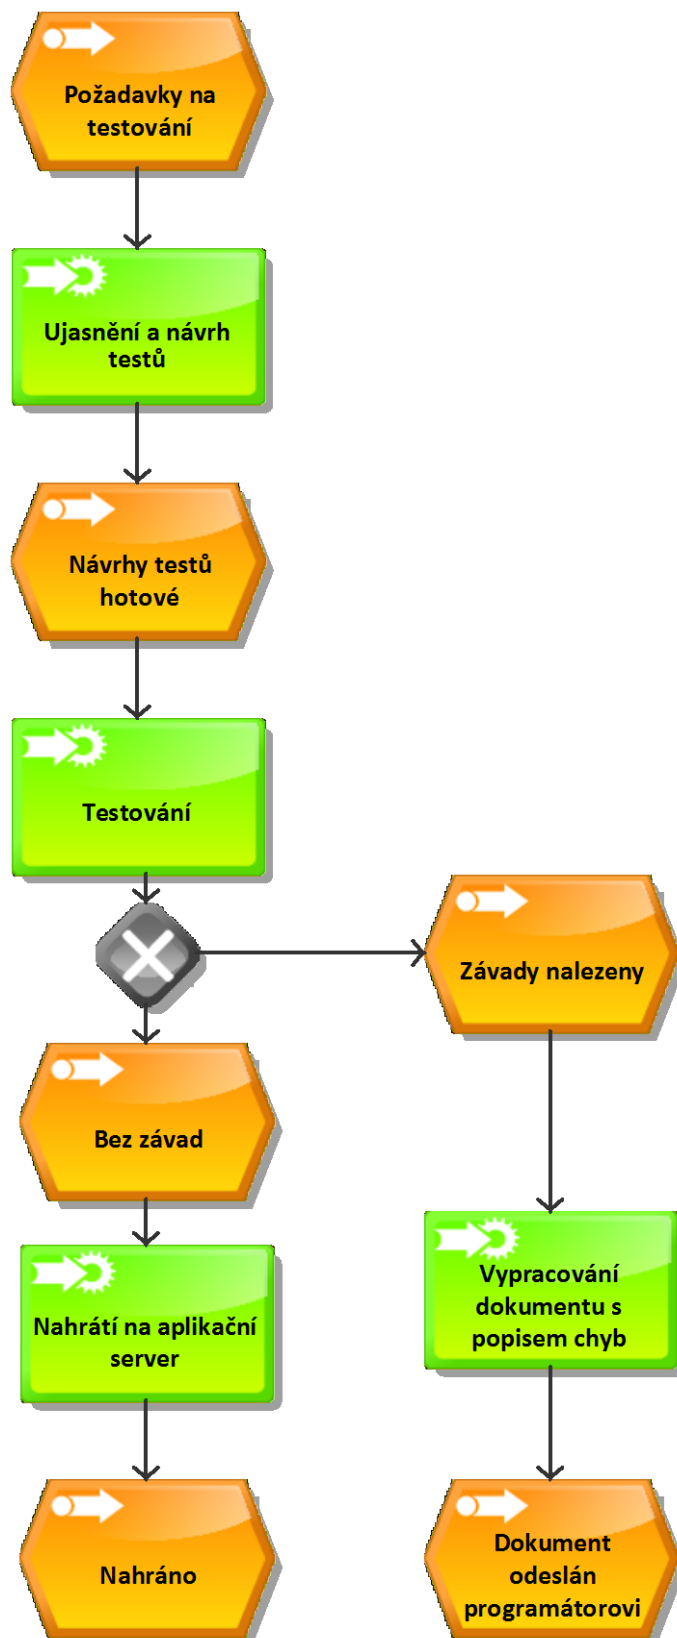 Požadavky na
testování
Ujasnění a návrh
testů
Návrhy testů
hotové
Testování
Závady nalezeny
Bez závad
Vypracování
dokumentu s
popisem chyb
Nahrátí na aplikační
server
Nahráno
Dokument
odeslán
programátorovi